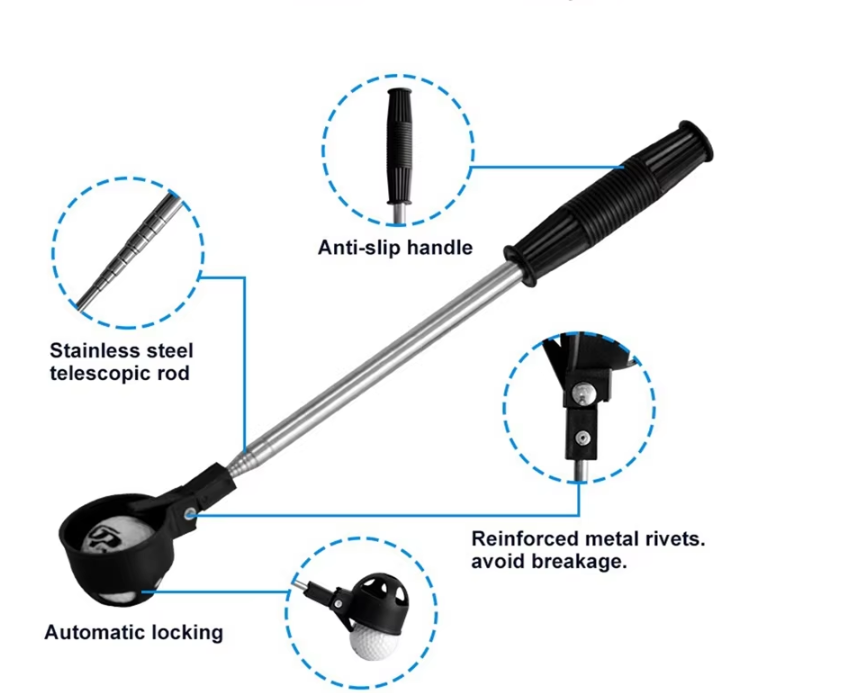 Anti-slip handle
Stainless steel
telescopic rod
Reinforced metal rivets.
avoid breakage.
Automatic locking